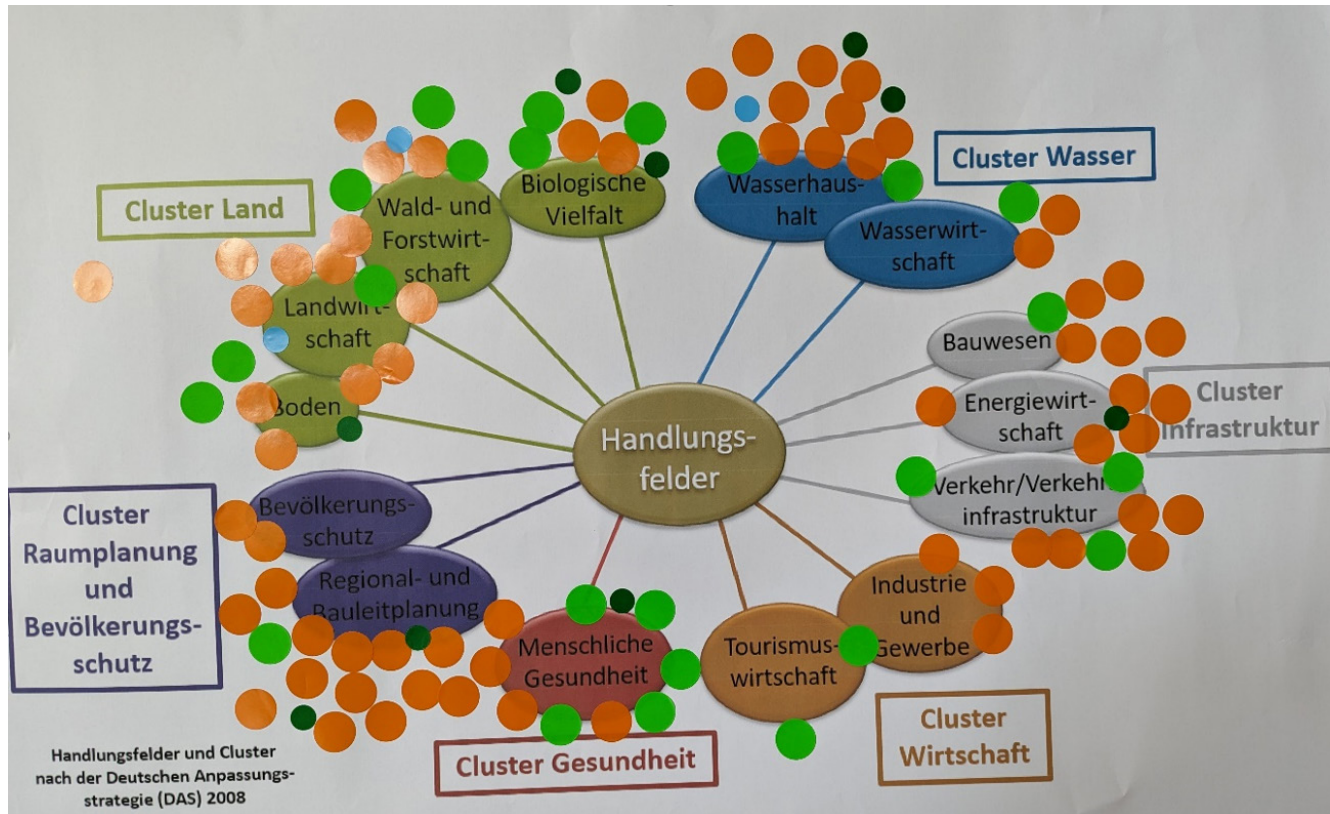 Cluster Land
Wald- und
Forstwirt-
schaft
Biologische
Vielfalt
Wasserhaus-
halt
Cluster Wasser
Wasserwirt-
schaft
Landwirt-
schaft
Boden
Bauwesen
Energiewirt-
schaft
Cluster
Infrastruktur
Handlungs-
felder
Verkehr/Verkehrs-
infrastruktur
Cluster
Raumplanung
und
Bevölkerungs-
schutz
Bevölkerungs-
schutz
Regional- und
Bauleitplanung
Menschliche
Gesundheit
Tourismus-
wirtschaft
Industrie
und
Gewerbe
Cluster Gesundheit
Cluster
Wirtschaft
Handlungsfelder und Cluster
nach der Deutschen Anpassungs-
strategie (DAS) 2008